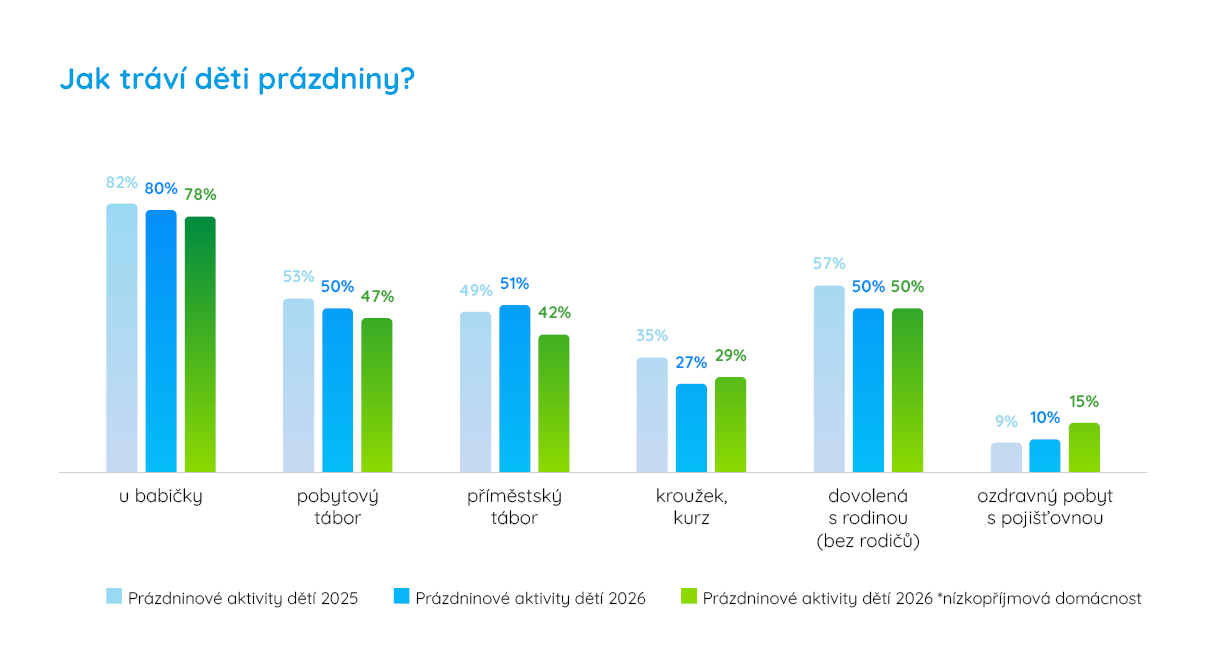 Jak tráví děti prázdniny?
82% 80% 78%
53% 50% 47%
49% 51% 42%
35% 27% 29%
57% 50% 50%
9% 10% 15%
u babičky
pobytový
tábor
příměstský
tábor
kroužek,
kurz
dovolená
s rodinou
(bez rodičů)
ozdravný pobyt
s pojišťovnou
Prázdninové aktivity dětí 2025
Prázdninové aktivity dětí 2026
Prázdninové aktivity dětí 2026 *nízkopříjmová domácnost